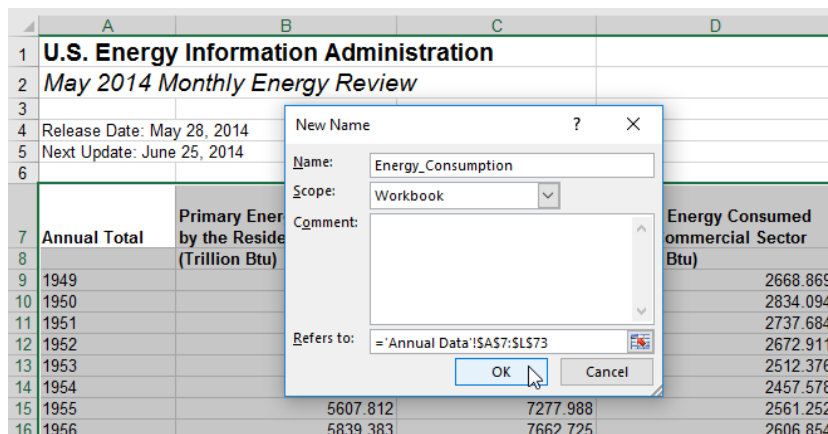 A B C D
1 U.S. Energy Information Administration
2 May 2014 Monthly Energy Review
3
4 Release Date: May 28, 2014
5 Next Update: June 25, 2014
6
New Name ? ×
Name: Energy_Consumption
Scope: Workbook
Comment:
Refers to: ='Annual Data'!$A$7:$L$73
OK Cancel
Primary Ener Energy Consumed
7 Annual Total by the Reside ommercial Sector
8 (Trillion Btu) Btu)
9 1949 2668.869
10 1950 2834.094
11 1951 2737.684
12 1952 2672.911
13 1953 2512.376
14 1954 2457.578
15 1955 5607.812 7277.988 2561.252
16 1956 5839.383 7662.725 2606.854